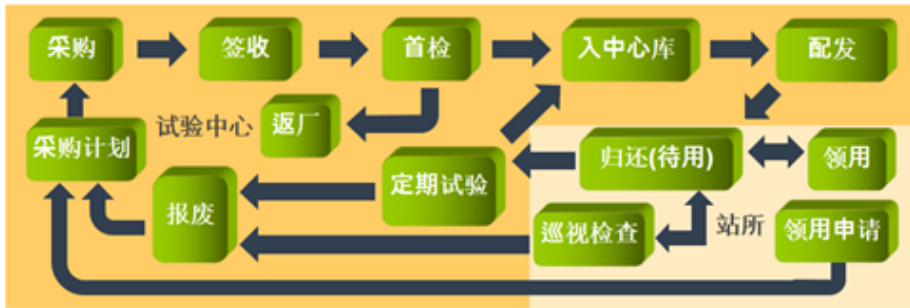 采购
签收
首检
入中心库
配发
试验中心
返厂
采购计划
定期试验
归还(待用)
领用
报废
巡视检查
站所
领用申请